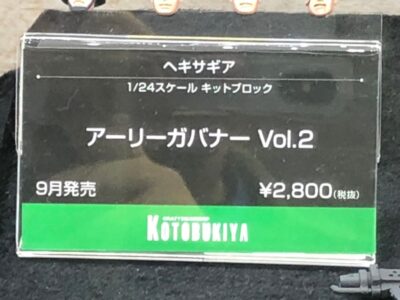 ヘキサギア
1/24スケール キットブロック
アーリーガバナー Vol.2
9月発売 ¥2,800(税抜)
KOTOBUKIYA